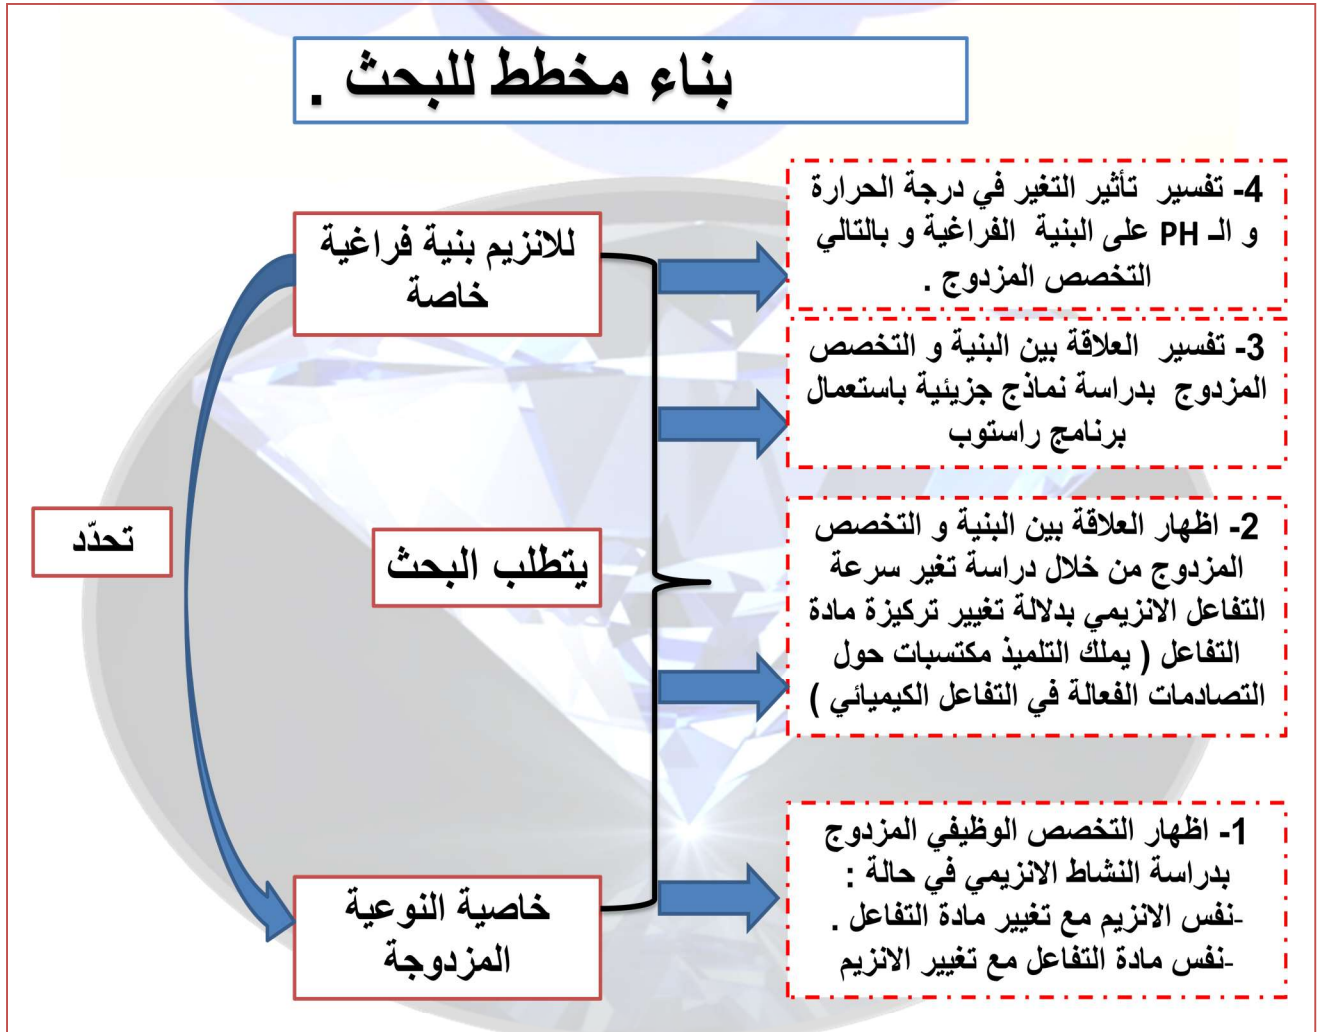 بناء مخطط للبحث .
4- تفسير تأثير التغير في درجة الحرارة
و الـ PH على البنية الفراغية و بالتالي
التخصص المزدوج .
للانزيم بنية فراغية
خاصة
3- تفسير العلاقة بين البنية و التخصص
المزدوج بدراسة نماذج جزيئية باستعمال
برنامج راستوب
2- اظهار العلاقة بين البنية و التخصص
المزدوج من خلال دراسة تغير سرعة
التفاعل الانزيمي بدلالة تغيير تركيزة مادة
التفاعل ( يملك التلميذ مكتسبات حول
التصادمات الفعالة في التفاعل الكيميائي )
يتطلب البحث
تحدّد
1- اظهار التخصص الوظيفي المزدوج
بدراسة النشاط الانزيمي في حالة :
-نفس الانزيم مع تغيير مادة التفاعل .
-نفس مادة التفاعل مع تغيير الانزيم
خاصية النوعية
المزدوجة